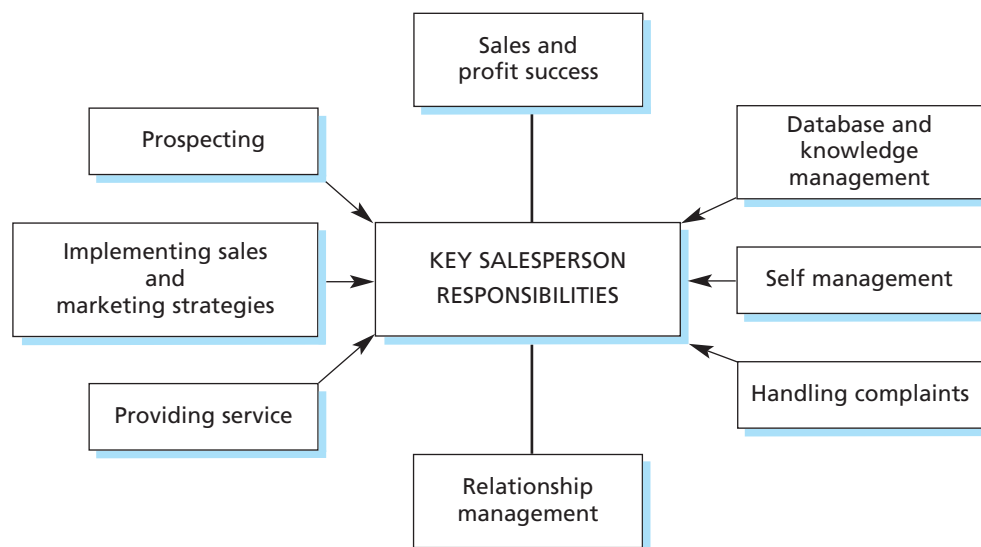 Sales and
profit success
Prospecting
Database and
knowledge
management
Implementing sales
and
marketing strategies
KEY SALESPERSON
RESPONSIBILITIES
Self management
Providing service
Handling complaints
Relationship
management